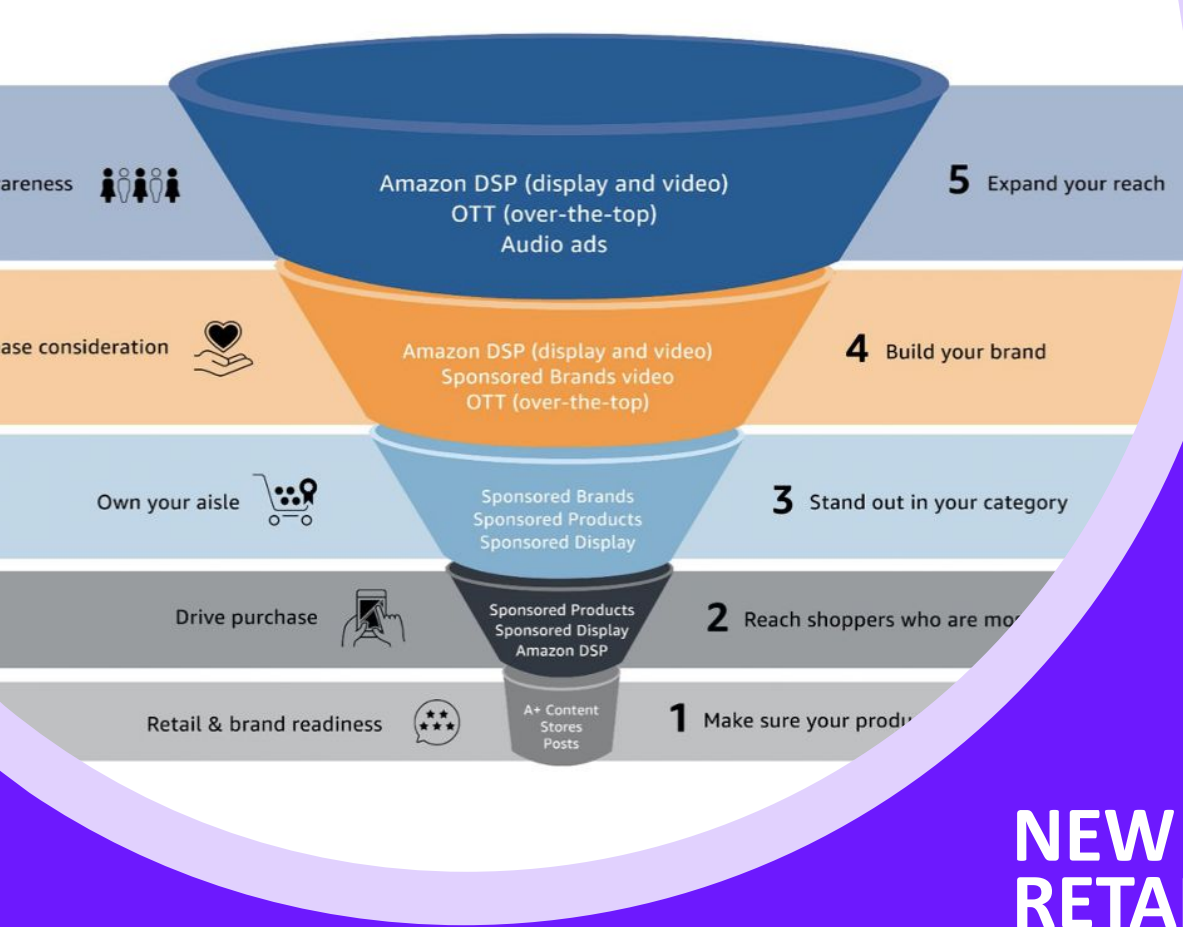 areness
Amazon DSP (display and video)
OTT (over-the-top)
Audio ads
5 Expand your reach
ase consideration
Amazon DSP (display and video)
Sponsored Brands video
OTT (over-the-top)
4 Build your brand
Own your aisle
Sponsored Brands
Sponsored Products
Sponsored Display
3 Stand out in your category
Drive purchase
Sponsored Products
Sponsored Display
Amazon DSP
2 Reach shoppers who are
Retail & brand readiness
A+ Content
Stores
Posts
1 Make sure your
NEW